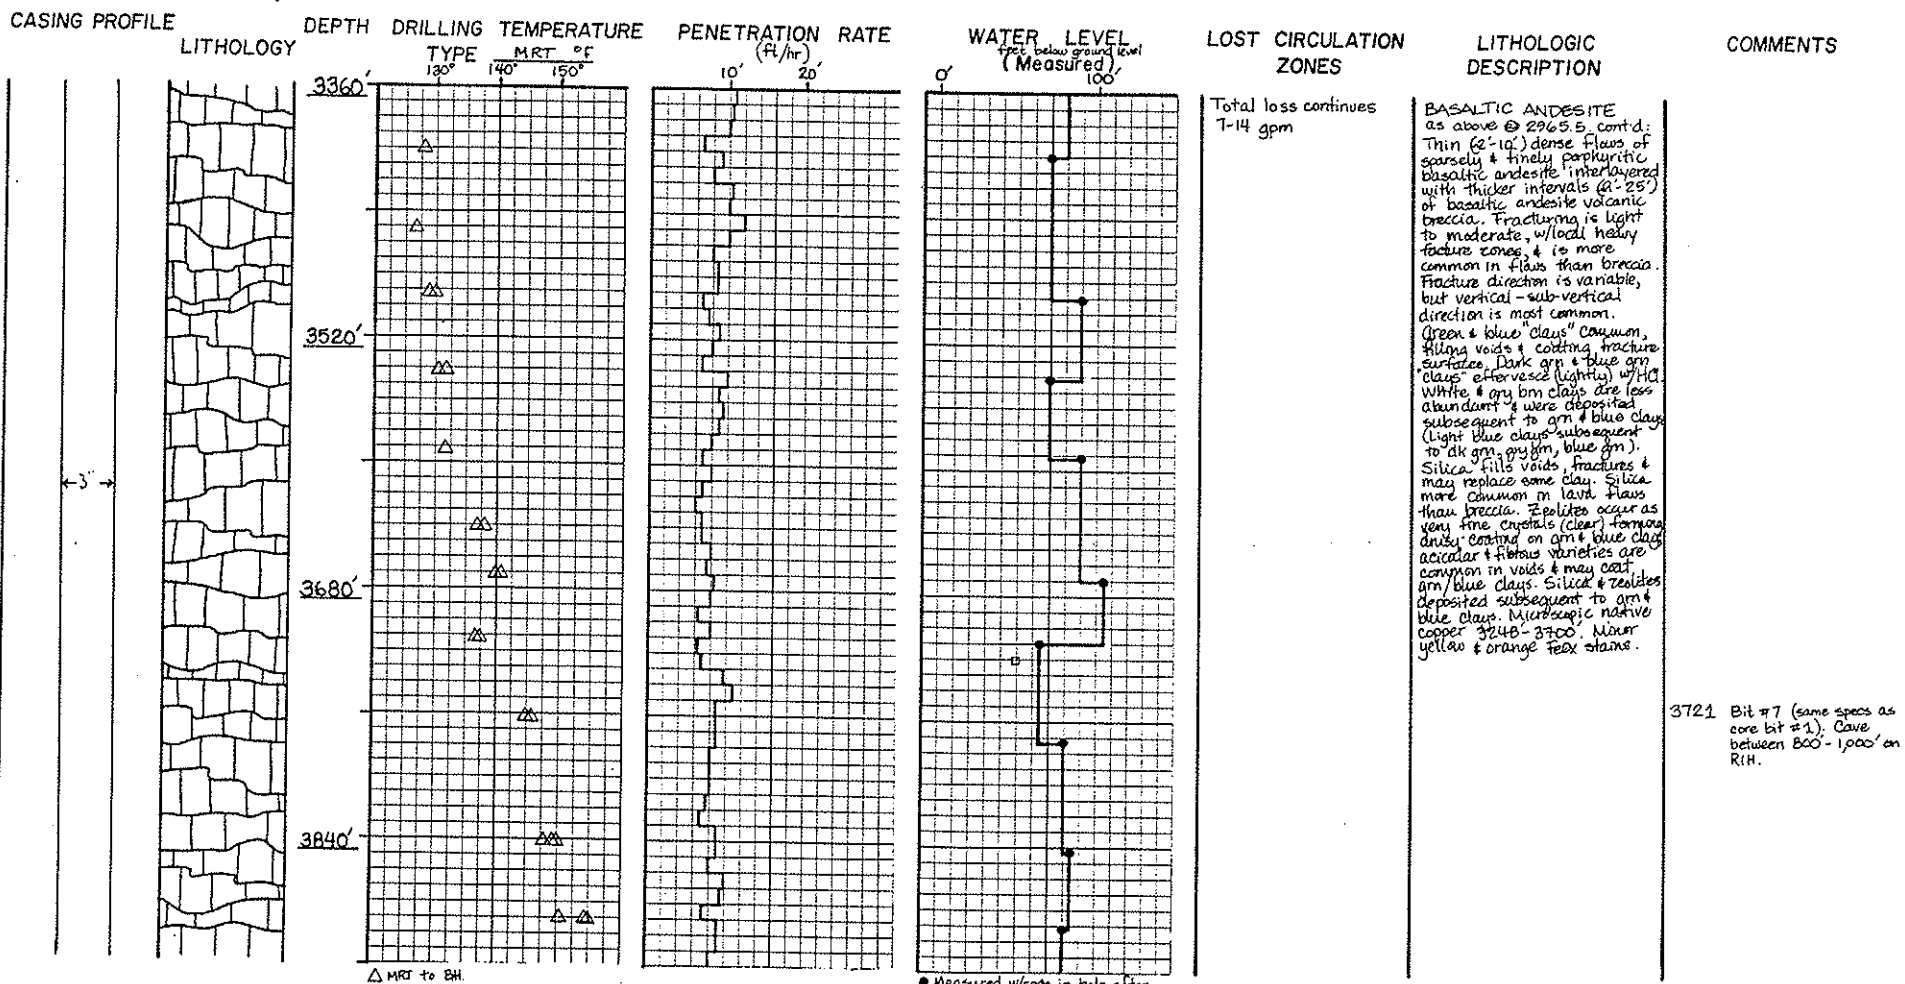 CASING PROFILE
LITHOLOGY
DEPTH
DRILLING TEMPERATURE
TYPE MRT °F
130° 140° 150°
PENETRATION RATE
(ft/hr)
10' 20'
WATER LEVEL
feet below ground level
(Measured)
0' 100'
LOST CIRCULATION
ZONES
LITHOLOGIC
DESCRIPTION
COMMENTS
3360'
3520'
3680'
3840'
3"
△ MRT to BH.
Total loss continues
7-14 gpm
BASALTIC ANDESITE
as above @ 2965.5 cont'd:
Thin (2'-10') dense flows of
sparsely & finely porphyritic
basaltic andesite interlayered
with thicker intervals
of basaltic andesite volcanic
breccia. Fracturing is light
to moderate, w/local heavy
zones, & is more
common in flows than breccia.
Fracture direction is variable,
but vertical-sub-vertical
direction is most common.
Green & blue "clays" common,
filling voids & coating fracture
surfaces. Dark grn & blue grn
"clays" effervesce (lightly) w/HCl.
White & gry brn clays are less
abundant & were deposited
subsequent to grn & blue clays
(Light blue clays subsequent
to dk grn, gry grn, blue grn).
Silica fills voids, fractures &
may replace some clay. Silica
more common in lava flows
than breccia. Zeolites occur as
very fine crystals (clear) forming
drusy coating on grn & blue clay
acicular & fibrous varieties are
common in voids & may coat
grn/blue clays. Silica & zeolites
deposited subsequent to grn &
blue clays. Microscopic native
copper 3248-3700'. Minor
yellow & orange FeOx stains.
3721 Bit #7 (same specs as
core bit #1). Cave
between 800'-1,000' on
RIH.
● Measured w/rods in hole after